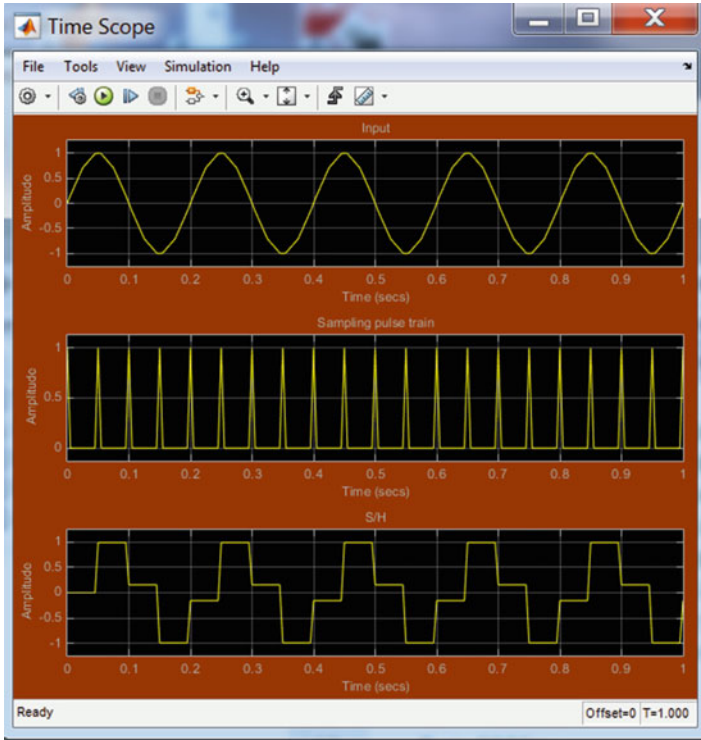 Time Scope
File Tools View Simulation Help
Input
Amplitude
1
0.5
0
-0.5
-1
0 0.1 0.2 0.3 0.4 0.5 0.6 0.7 0.8 0.9 1
Time (secs)
Sampling pulse train
Amplitude
1
0.5
0
0 0.1 0.2 0.3 0.4 0.5 0.6 0.7 0.8 0.9 1
Time (secs)
S/H
Amplitude
1
0.5
0
-0.5
-1
0 0.1 0.2 0.3 0.4 0.5 0.6 0.7 0.8 0.9 1
Time (secs)
Ready Offset=0 T=1.000